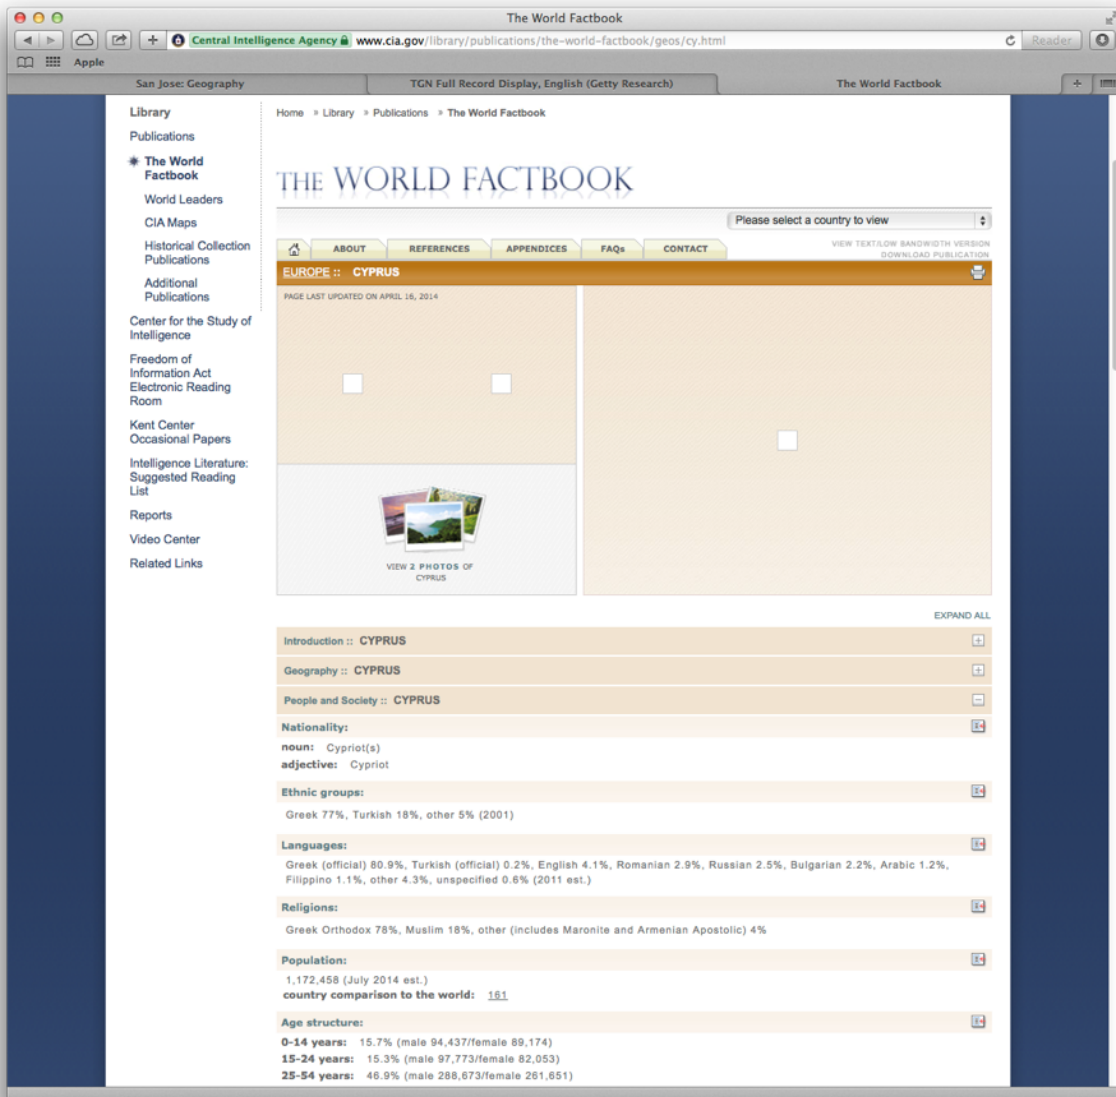 The World Factbook
Central Intelligence Agency www.cia.gov/library/publications/the-world-factbook/geos/cy.html
Reader
Apple
San Jose: Geography
TGN Full Record Display, English (Getty Research)
The World Factbook
Library
Publications
The World
Factbook
World Leaders
CIA Maps
Historical Collection
Publications
Additional
Publications
Center for the Study of
Intelligence
Freedom of
Information Act
Electronic Reading
Room
Kent Center
Occasional Papers
Intelligence Literature:
Suggested Reading
List
Reports
Video Center
Related Links
Home » Library » Publications » The World Factbook
THE WORLD FACTBOOK
Please select a country to view
ABOUT REFERENCES APPENDICES FAQs CONTACT
VIEW TEXT/LOW BANDWIDTH VERSION
DOWNLOAD PUBLICATION
EUROPE :: CYPRUS
PAGE LAST UPDATED ON APRIL 16, 2014
VIEW 2 PHOTOS OF
CYPRUS
EXPAND ALL
Introduction :: CYPRUS
Geography :: CYPRUS
People and Society :: CYPRUS
Nationality:
noun: Cypriot(s)
adjective: Cypriot
Ethnic groups:
Greek 77%, Turkish 18%, other 5% (2001)
Languages:
Greek (official) 80.9%, Turkish (official) 0.2%, English 4.1%, Romanian 2.9%, Russian 2.5%, Bulgarian 2.2%, Arabic 1.2%,
Filippino 1.1%, other 4.3%, unspecified 0.6% (2011 est.)
Religions:
Greek Orthodox 78%, Muslim 18%, other (includes Maronite and Armenian Apostolic) 4%
Population:
1,172,458 (July 2014 est.)
country comparison to the world: 161
Age structure:
0-14 years: 15.7% (male 94,437/female 89,174)
15-24 years: 15.3% (male 97,773/female 82,053)
25-54 years: 46.9% (male 288,673/female 261,651)